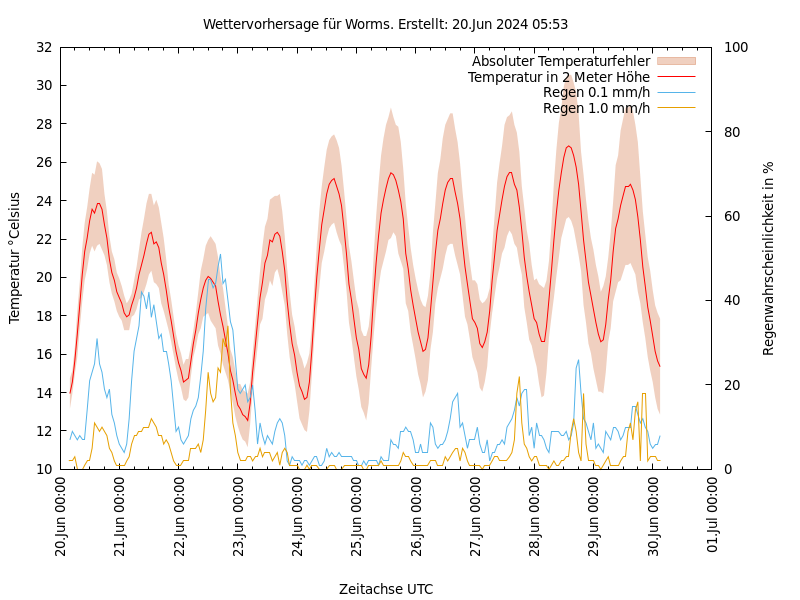 Wettervorhersage für Worms. Erstellt: 20.Jun 2024 05:53
Absoluter Temperaturfehler
Temperatur in 2 Meter Höhe
Regen 0.1 mm/h
Regen 1.0 mm/h
Temperatur °Celsius
32
30
28
26
24
22
20
18
16
14
12
10
100
80
60
40
20
0
Regenwahrscheinlichkeit in %
20.Jun 00:00
21.Jun 00:00
22.Jun 00:00
23.Jun 00:00
24.Jun 00:00
25.Jun 00:00
26.Jun 00:00
27.Jun 00:00
28.Jun 00:00
29.Jun 00:00
30.Jun 00:00
01.Jul 00:00
Zeitachse UTC